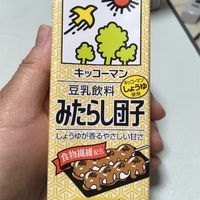 キッコーマン
豆乳飲料
みたらし団子
キッコーマン
しょうゆ
使用
しょうゆが香るやさしい甘さ
食物繊維配合